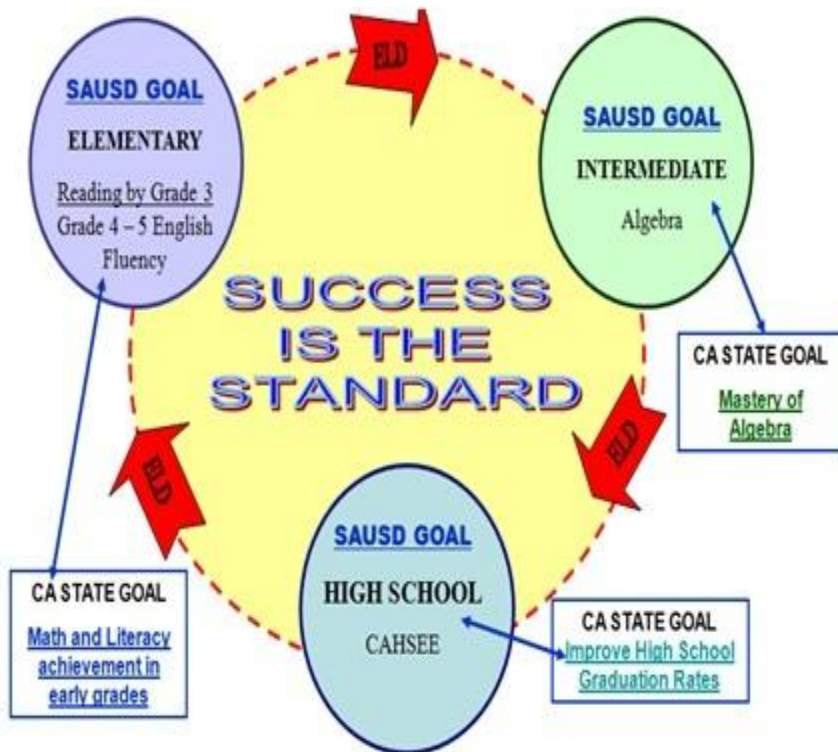 ELD
SAUSD GOAL
ELEMENTARY
Reading by Grade 3
Grade 4 – 5 English
Fluency
SAUSD GOAL
INTERMEDIATE
Algebra
SUCCESS
IS THE
STANDARD
CA STATE GOAL
Mastery of
Algebra
ELD
ELD
SAUSD GOAL
HIGH SCHOOL
CAHSEE
CA STATE GOAL
Math and Literacy
achievement in
early grades
CA STATE GOAL
Improve High School
Graduation Rates